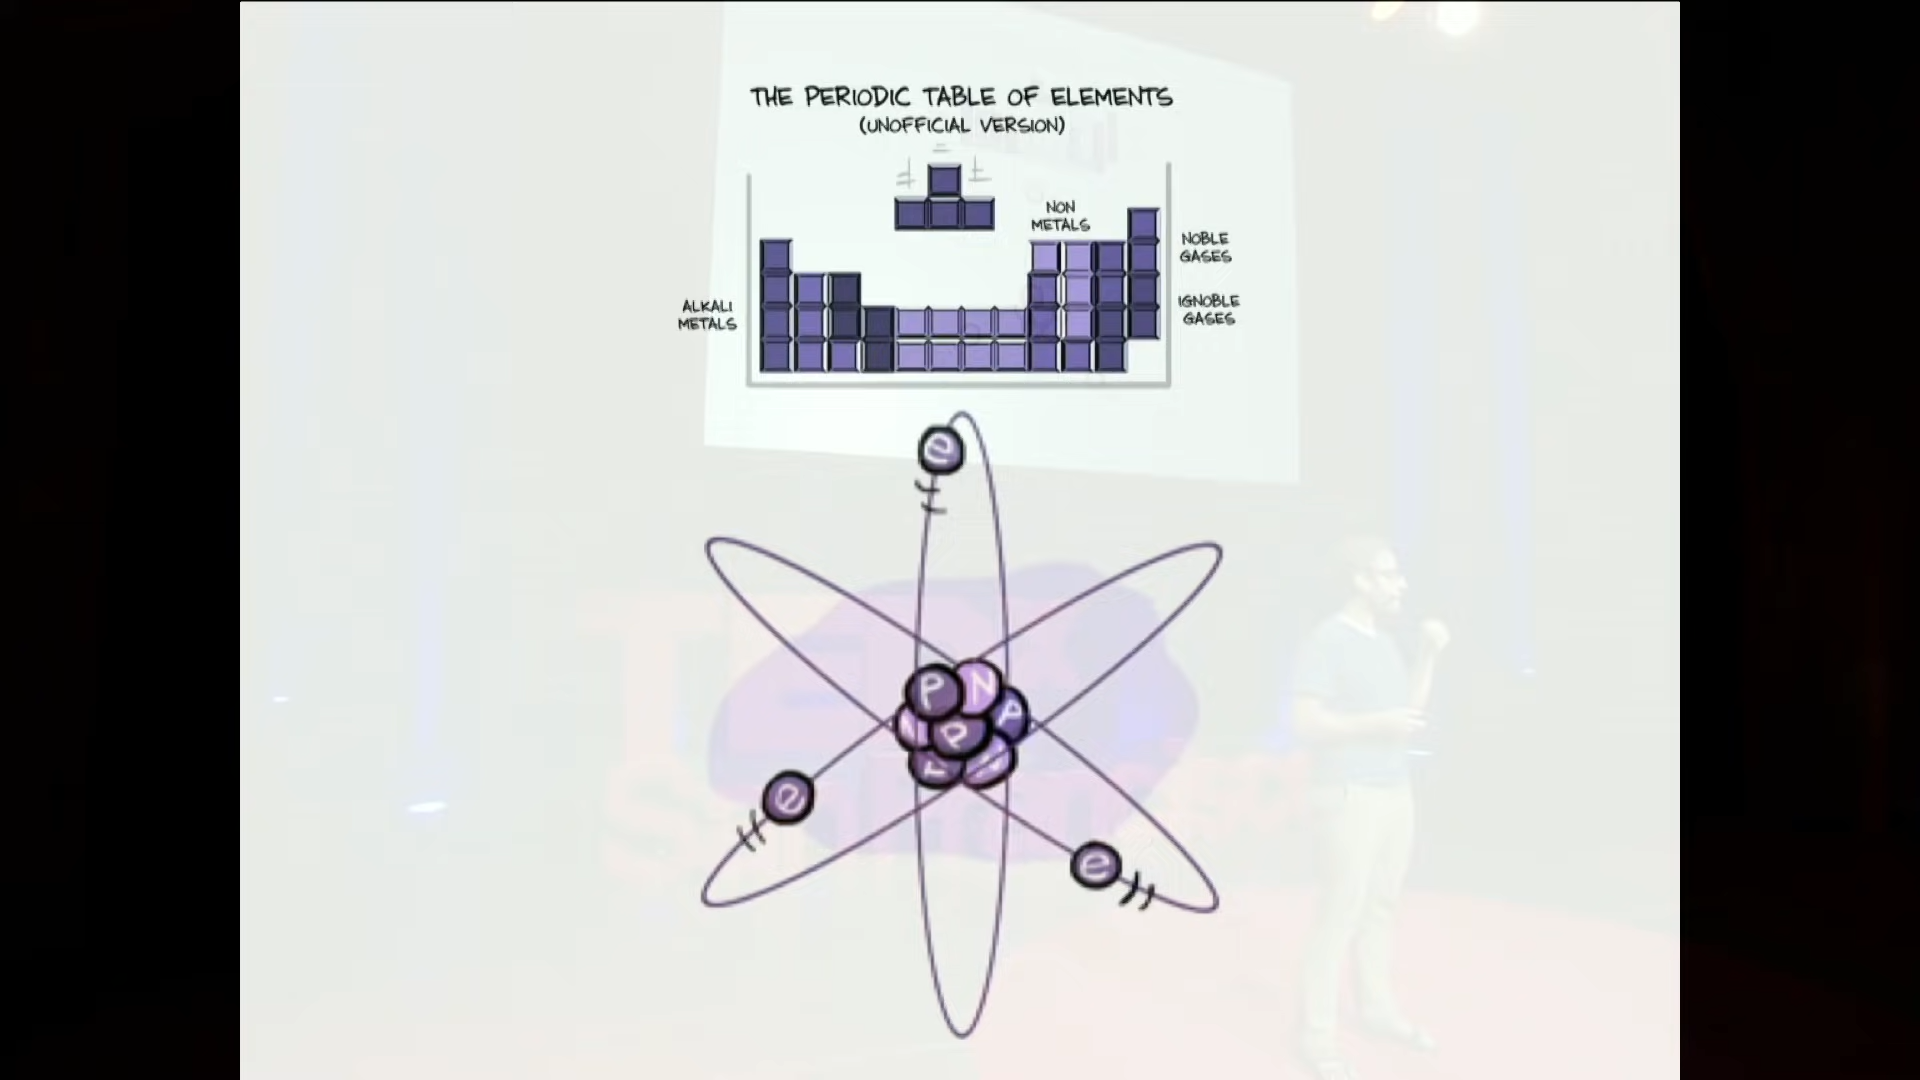 THE PERIODIC TABLE OF ELEMENTS
(UNOFFICIAL VERSION)
NON
METALS
NOBLE
GASES
ALKALI
METALS
IGNOBLE
GASES
e
P
N
P
P
e
e